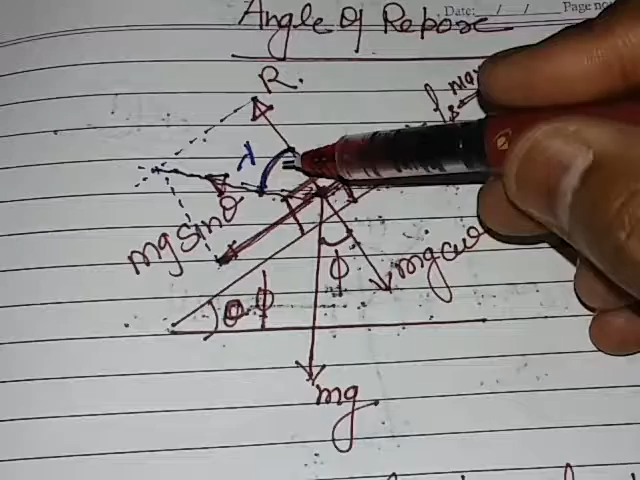 Date: / /
Page no
Angle Of Repose
R.
λ
mg sinθ
mg cos
ϕ
θ ϕ
mg